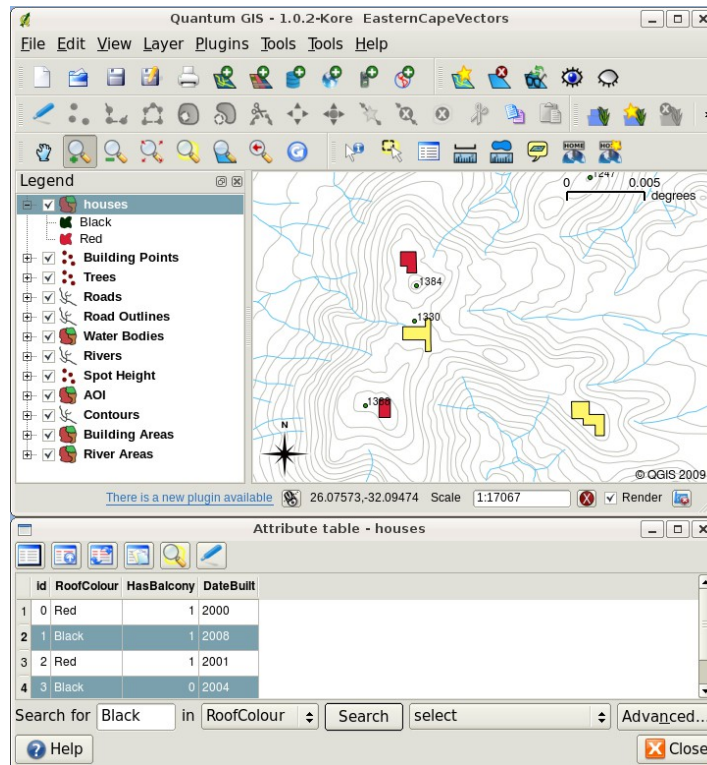 Quantum GIS - 1.0.2-Kore EasternCapeVectors
File Edit View Layer Plugins Tools Tools Help
Legend
houses
Black
Red
Building Points
Trees
Roads
Road Outlines
Water Bodies
Rivers
Spot Height
AOI
Contours
Building Areas
River Areas
1247
0 0.005
degrees
1384
1330
1388
N
© QGIS 2009
There is a new plugin available 26.07573,-32.09474 Scale 1:17067 Render
Attribute table - houses
id RoofColour HasBalcony DateBuilt
1 0 Red 1 2000
2 1 Black 1 2008
3 2 Red 1 2001
4 3 Black 0 2004
Search for Black in RoofColour Search select Advanced...
Help Close